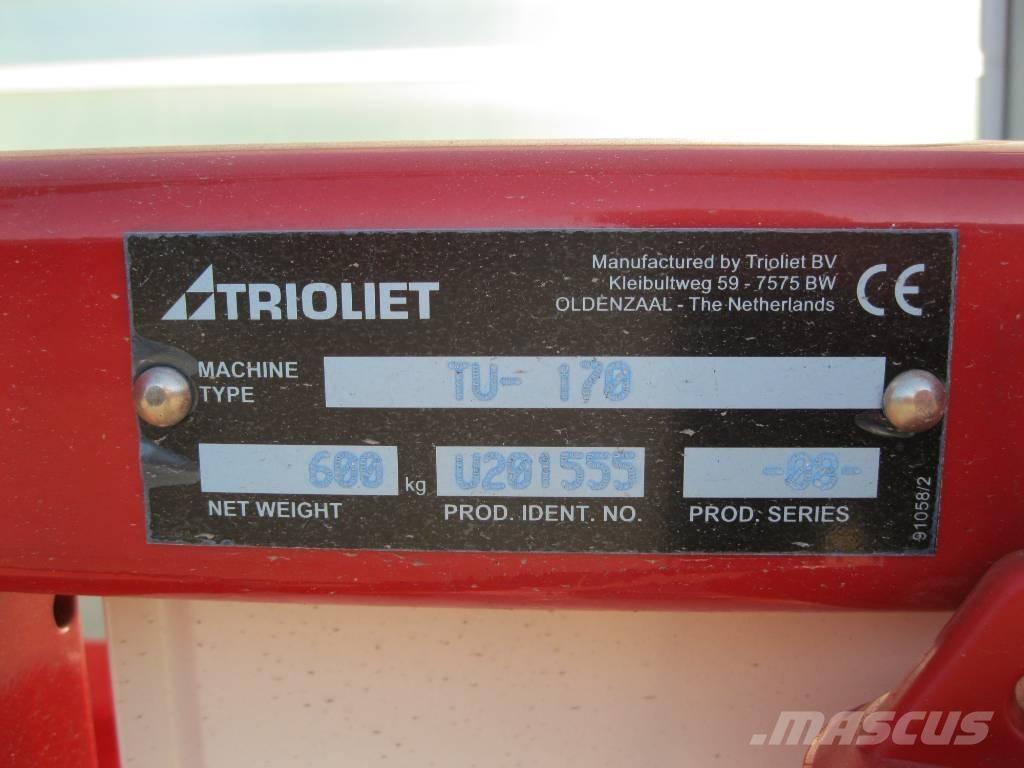 TRIOLIET
Manufactured by Trioliet BV
Kleibultweg 59 - 7575 BW
OLDENZAAL - The Netherlands
CE
MACHINE
TYPE
TU- 170
600 kg
NET WEIGHT
U201555
PROD. IDENT. NO.
-08-
PROD. SERIES
91058/2
MASCUS